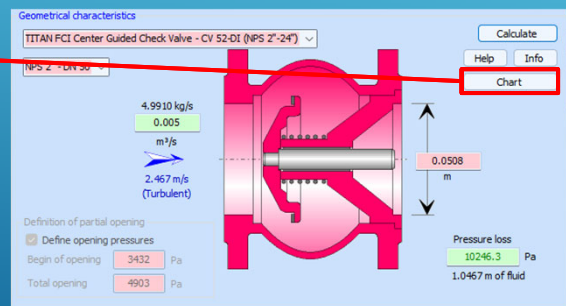 Geometrical characteristics
TITAN FCI Center Guided Check Valve - CV 52-DI (NPS 2"-24")
Calculate
Help
Info
NPS 2" - DN 50
Chart
4.9910 kg/s
0.005
m³/s
2.467 m/s
(Turbulent)
0.0508
m
Definition of partial opening
Define opening pressures
Begin of opening 3432 Pa
Total opening 4903 Pa
Pressure loss
10246.3 Pa
1.0467 m of fluid